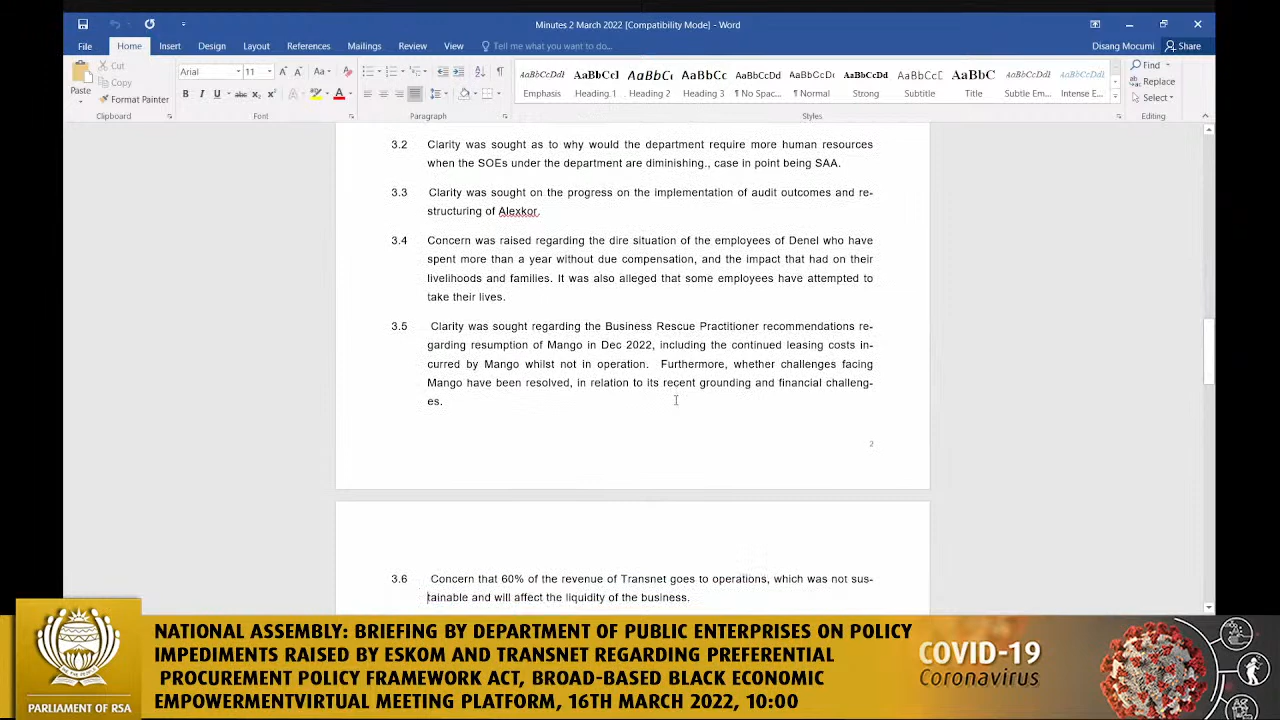 Minutes 2 March 2022 [Compatibility Mode] - Word
File Home Insert Design Layout References Mailings Review View Tell me what you want to do... Disang Mocumi Share
Paste
Cut
Copy
Format Painter
Clipboard
Arial 11
Font
Paragraph
AaBbCcDdI AaBbCcI AaBbCc AaBbCc AaBbCcDd AaBbCcDc AaBbCcDd AaBbCcD AaBbC AaBbCcDd AaBbCcDd
Emphasis Heading 1 Heading 2 Heading 3 ¶ No Spac... ¶ Normal Strong Subtitle Title Subtle Em... Intense E...
Styles
Find
Replace
Select
Editing
3.2 Clarity was sought as to why would the department require more human resources
when the SOEs under the department are diminishing., case in point being SAA.
3.3 Clarity was sought on the progress on the implementation of audit outcomes and re-
structuring of Alexkor.
3.4 Concern was raised regarding the dire situation of the employees of Denel who have
spent more than a year without due compensation, and the impact that had on their
livelihoods and families. It was also alleged that some employees have attempted to
take their lives.
3.5 Clarity was sought regarding the Business Rescue Practitioner recommendations re-
garding resumption of Mango in Dec 2022, including the continued leasing costs in-
curred by Mango whilst not in operation. Furthermore, whether challenges facing
Mango have been resolved, in relation to its recent grounding and financial challeng-
es.
2
3.6 Concern that 60% of the revenue of Transnet goes to operations, which was not sus-
tainable and will affect the liquidity of the business.
PARLIAMENT OF RSA
NATIONAL ASSEMBLY: BRIEFING BY DEPARTMENT OF PUBLIC ENTERPRISES ON POLICY
IMPEDIMENTS RAISED BY ESKOM AND TRANSNET REGARDING PREFERENTIAL
PROCUREMENT POLICY FRAMEWORK ACT, BROAD-BASED BLACK ECONOMIC
EMPOWERMENTVIRTUAL MEETING PLATFORM, 16TH MARCH 2022, 10:00
COVID-19
Coronavirus